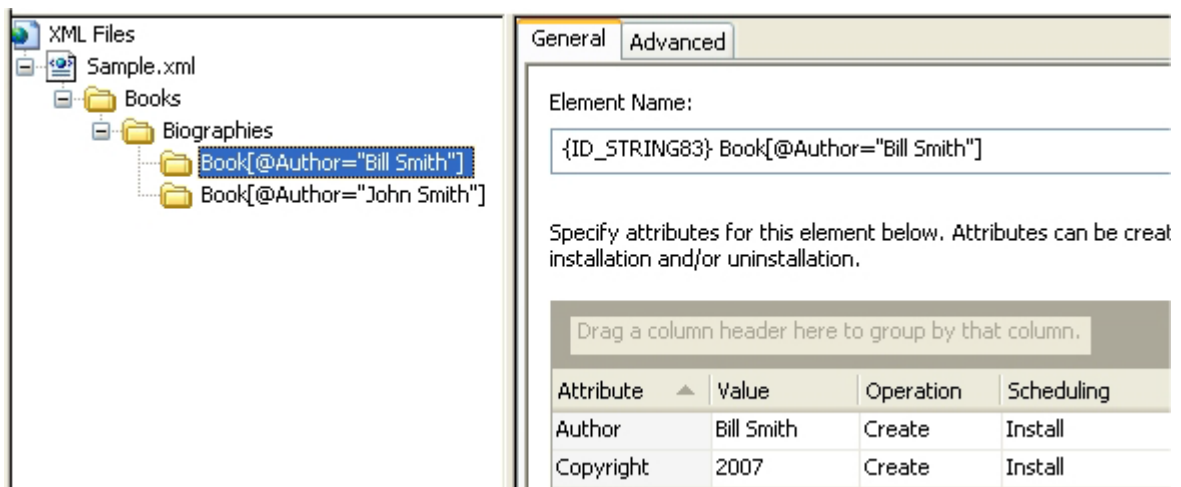 XML Files
Sample.xml
Books
Biographies
Book[@Author="Bill Smith"]
Book[@Author="John Smith"]
General Advanced
Element Name:
{ID_STRING83} Book[@Author="Bill Smith"]
Specify attributes for this element below. Attributes can be creat
installation and/or uninstallation.
Drag a column header here to group by that column.
Attribute Value Operation Scheduling
Author Bill Smith Create Install
Copyright 2007 Create Install